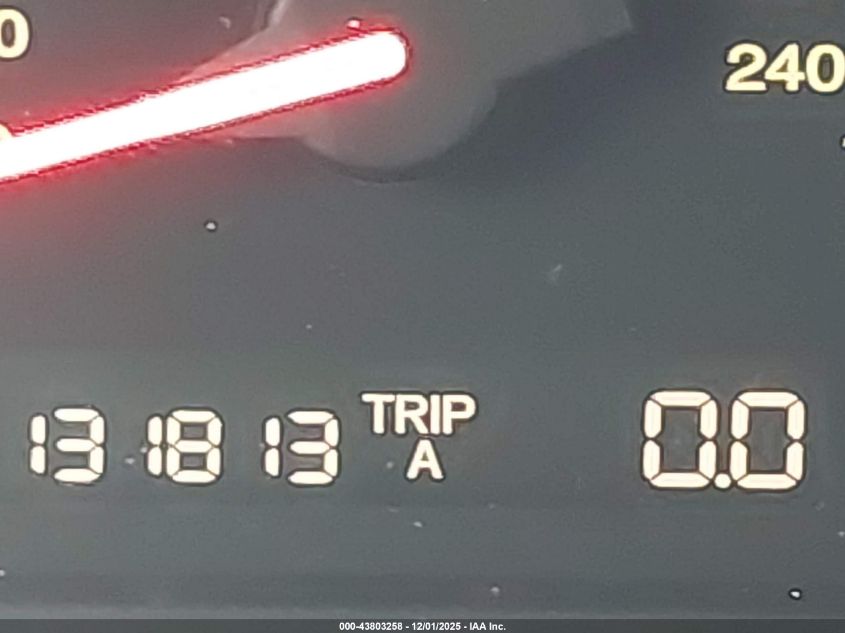 0
240
131813 TRIP A 0.0
000-43803258 - 12/01/2025 - IAA Inc.